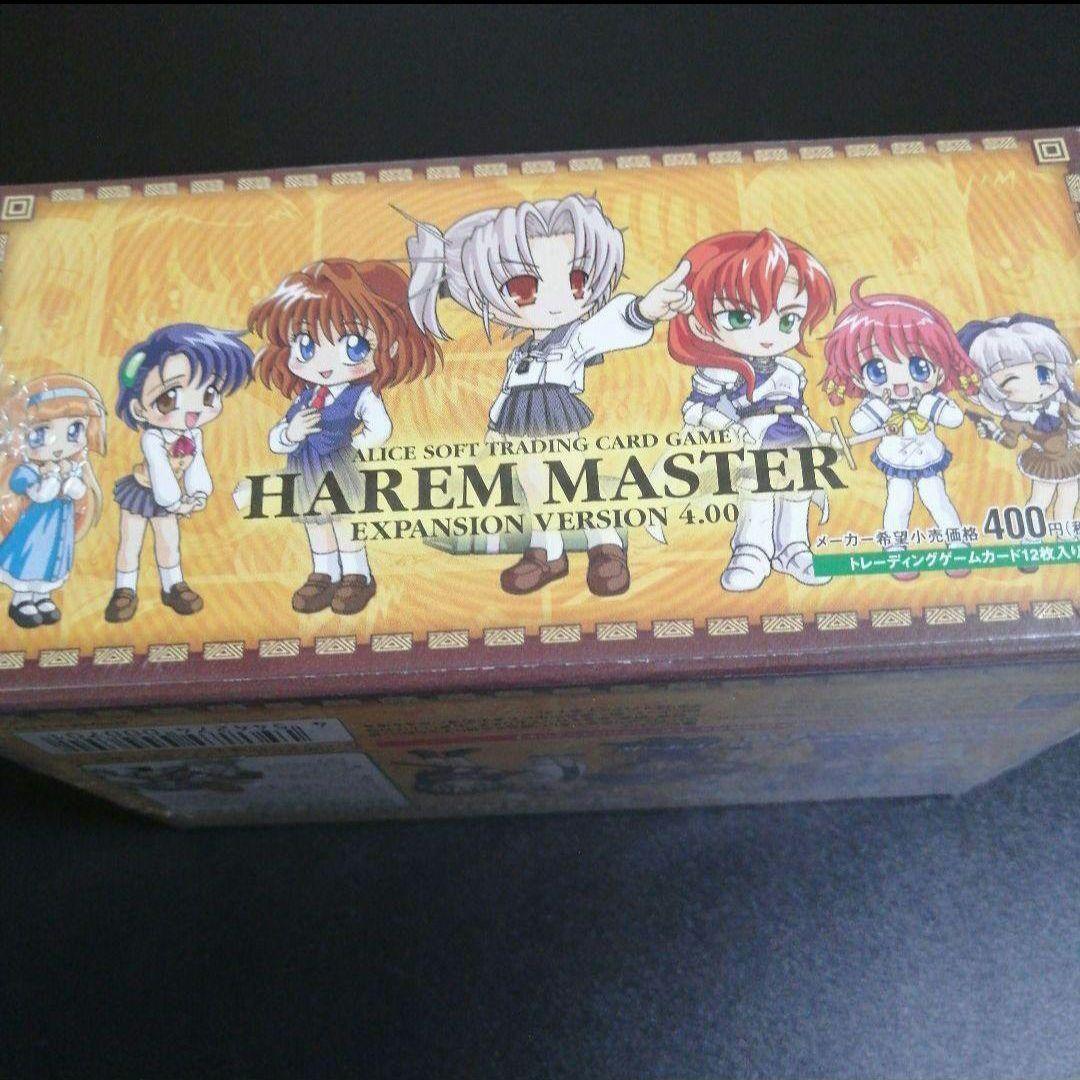 ALICE SOFT TRADING CARD GAME
HAREM MASTER
EXPANSION VERSION 4.00
メーカー希望小売価格 400円(税
トレーディングゲームカード12枚入り